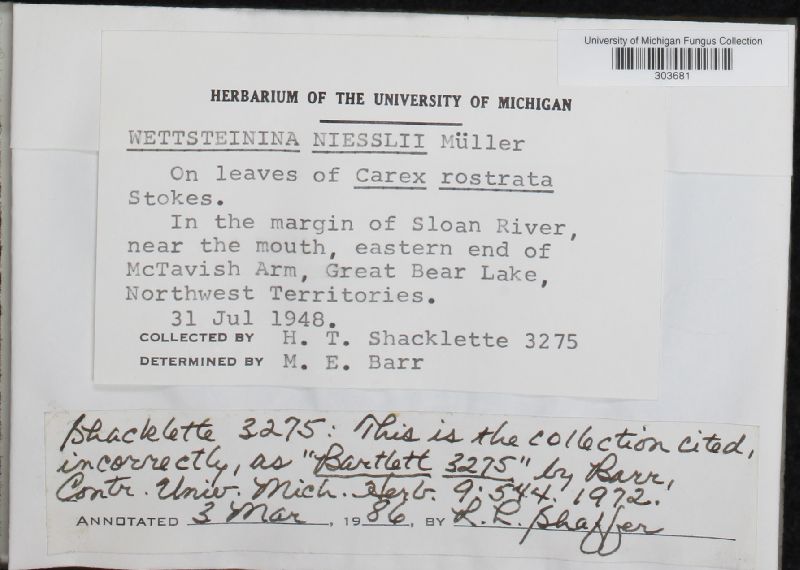 University of Michigan Fungus Collection
303681
HERBARIUM OF THE UNIVERSITY OF MICHIGAN
WETTSTEININA NIESSLII Müller
On leaves of Carex rostrata
Stokes.
In the margin of Sloan River,
near the mouth, eastern end of
McTavish Arm, Great Bear Lake,
Northwest Territories.
31 Jul 1948.
COLLECTED BY H. T. Shacklette 3275
DETERMINED BY M. E. Barr
Shacklette 3275: This is the collection cited,
incorrectly, as "Bartlett 3275" by Barr,
Contr. Univ. Mich. Herb. 9:544. 1972.
ANNOTATED 3 Mar, 1986, BY R. L. Shaffer